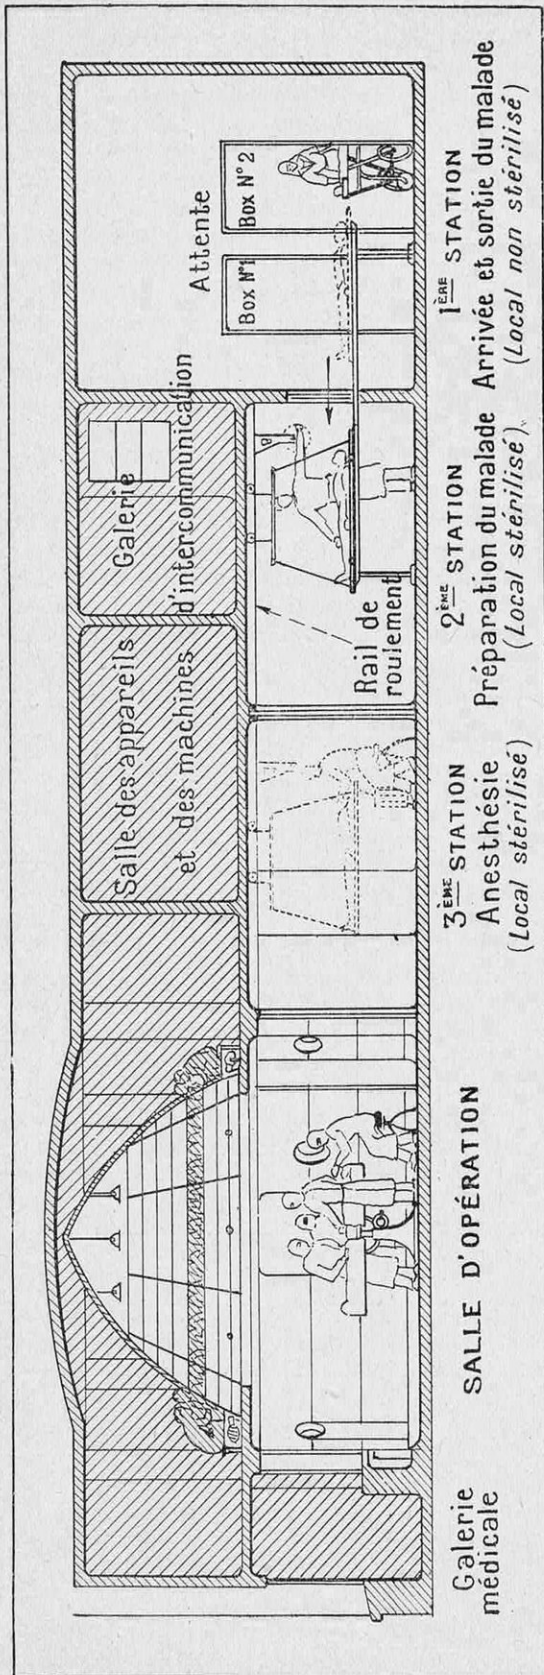 Attente
Box N°1
Box N° 2
Galerie
d'intercommunication
Salle des appareils
et des machines
Rail de
roulement
Galerie
médicale
SALLE D'OPÉRATION
3ÈME STATION
Anesthésie
(Local stérilisé)
2ÈME STATION
Préparation du malade
(Local stérilisé)
1ÈRE STATION
Arrivée et sortie du malade
(Local non stérilisé)